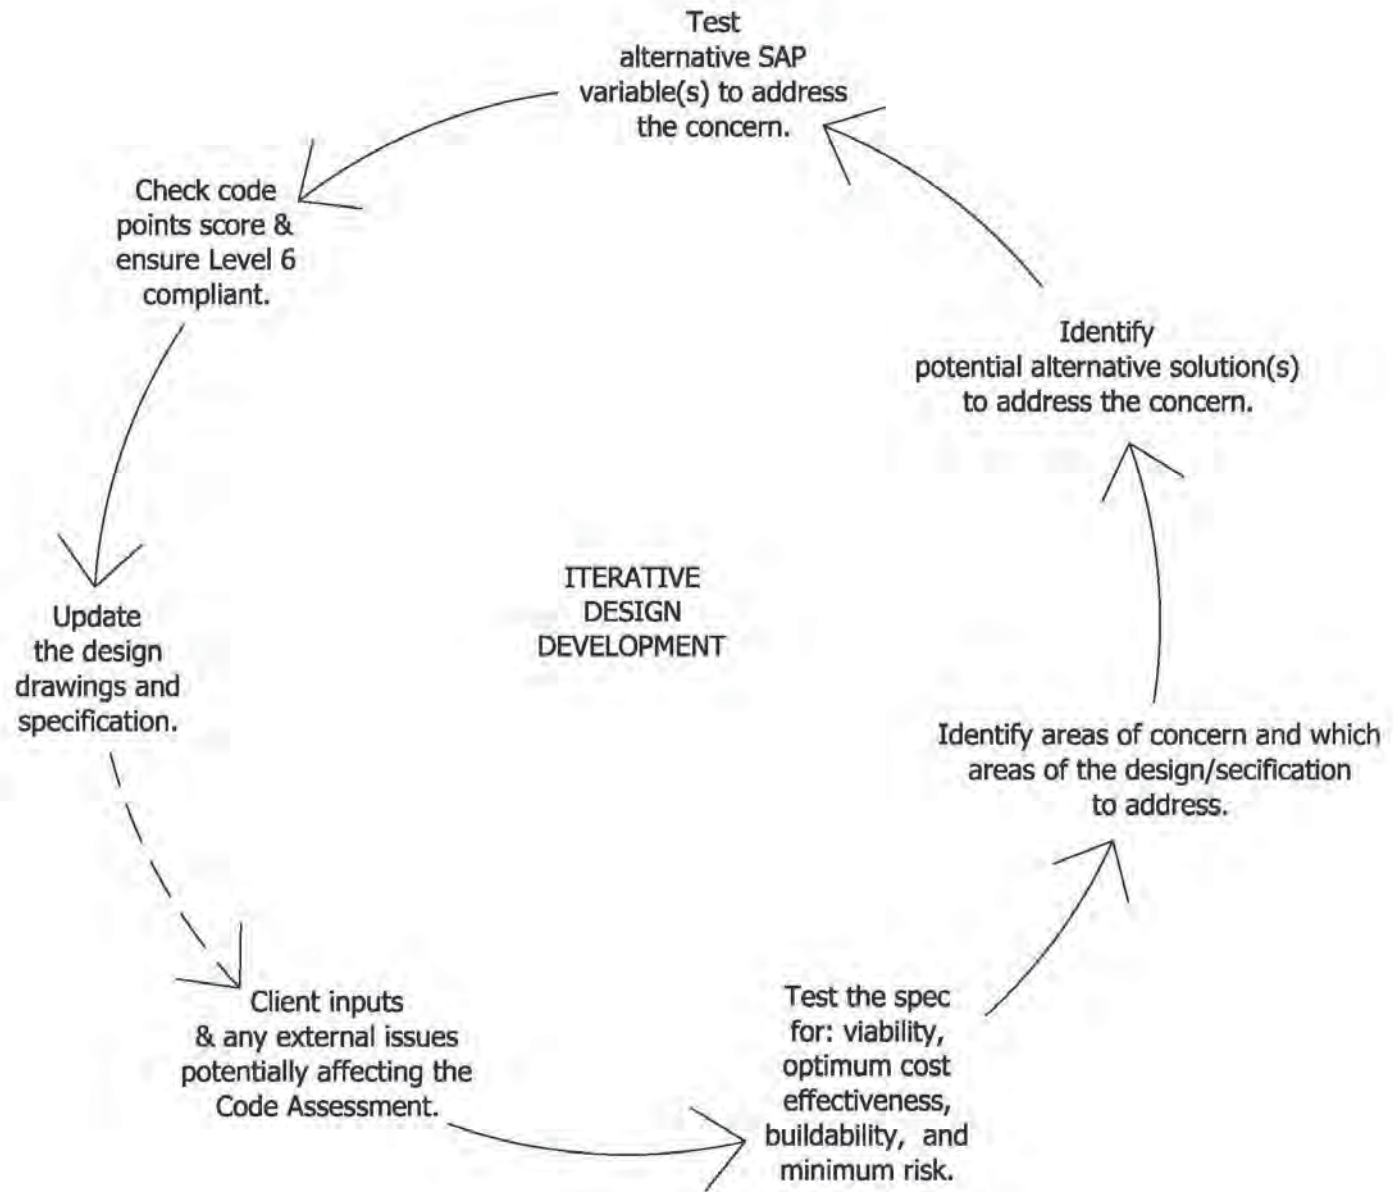 Test
alternative SAP
variable(s) to address
the concern.
Check code
points score &
ensure Level 6
compliant.
Identify
potential alternative solution(s)
to address the concern.
ITERATIVE
DESIGN
DEVELOPMENT
Update
the design
drawings and
specification.
Identify areas of concern and which
areas of the design/secification
to address.
Client inputs
& any external issues
potentially affecting the
Code Assessment.
Test the spec
for: viability,
optimum cost
effectiveness,
buildability, and
minimum risk.